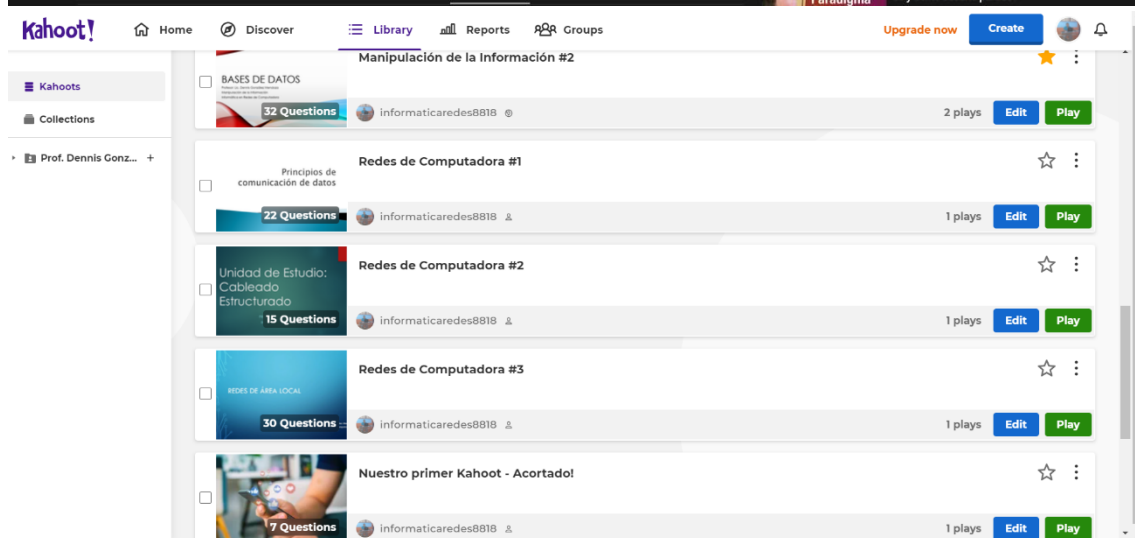 Paradigma
Kahoot!
Home
Discover
Library
Reports
Groups
Upgrade now
Create
Kahoots
Collections
Prof. Dennis Gonz... +
Manipulación de la Información #2
BASES DE DATOS
32 Questions
informaticaredes8818
2 plays
Edit
Play
Redes de Computadora #1
Principios de
comunicación de datos
22 Questions
informaticaredes8818
1 plays
Edit
Play
Redes de Computadora #2
Unidad de Estudio:
Cableado
Estructurado
15 Questions
informaticaredes8818
1 plays
Edit
Play
Redes de Computadora #3
REDES DE ÁREA LOCAL
30 Questions
informaticaredes8818
1 plays
Edit
Play
Nuestro primer Kahoot - Acortado!
7 Questions
informaticaredes8818
1 plays
Edit
Play